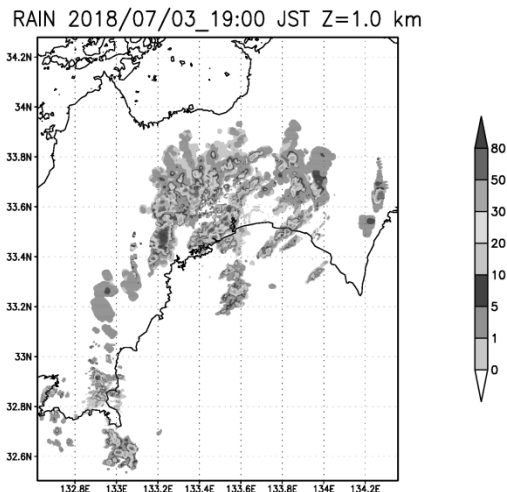 RAIN 2018/07/03_19:00 JST Z=1.0 km
34.2N
34N
33.8N
33.6N
33.4N
33.2N
33N
32.8N
32.6N
132.8E 133E 133.2E 133.4E 133.6E 133.8E 134E 134.2E
80
50
30
20
10
5
1
0